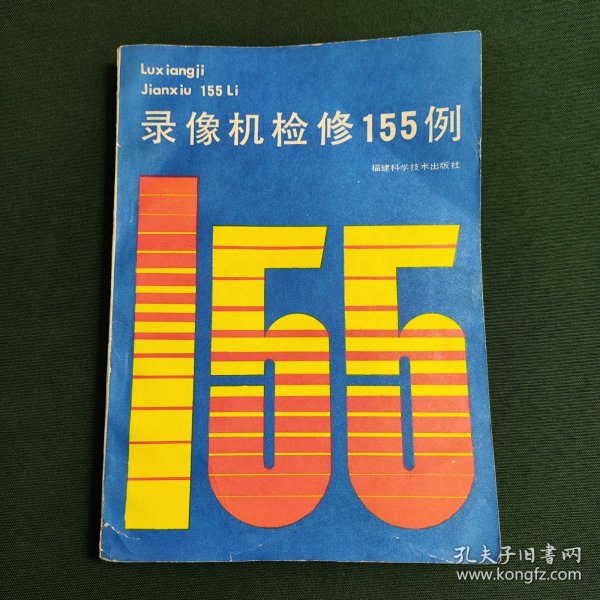 Luxiangji
Jianxiu 155 Li
录像机检修155例
福建科学技术出版社
155
孔夫子旧书网
www.kongfz.com